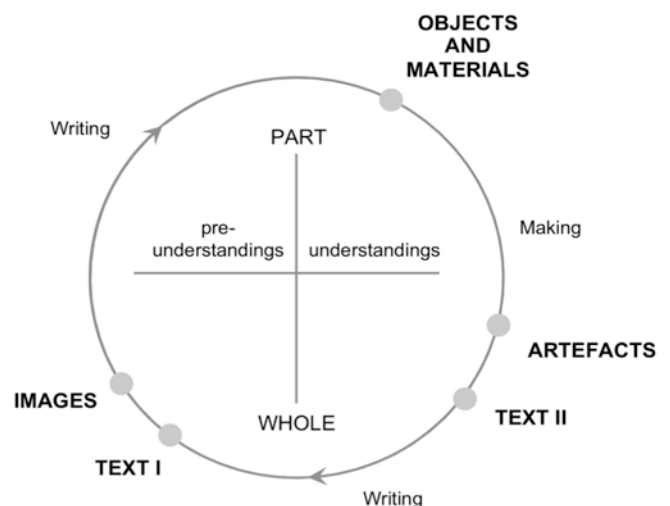 OBJECTS
AND
MATERIALS
Writing
PART
pre-
understandings
understandings
Making
ARTEFACTS
IMAGES
WHOLE
TEXT II
TEXT I
Writing